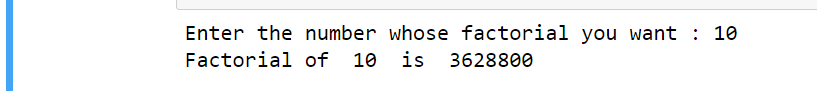 Enter the number whose factorial you want : 10
Factorial of  10  is  3628800